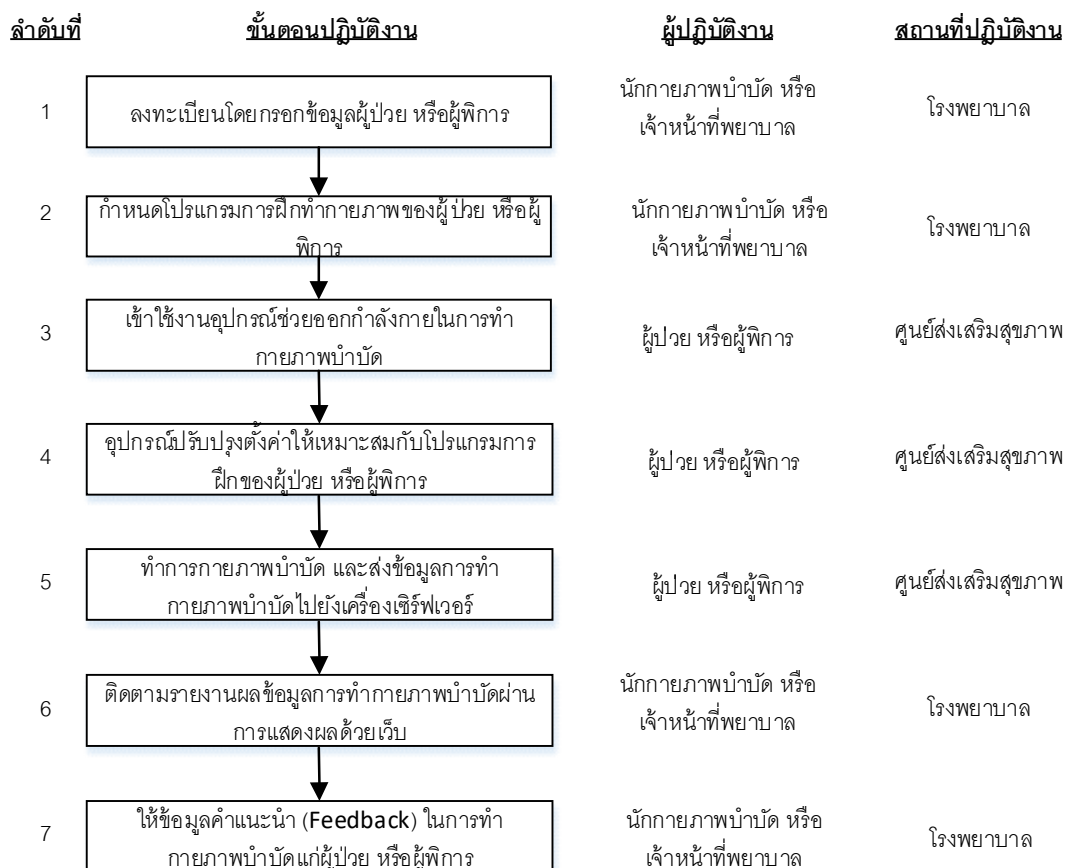 ลำดับที่ ขั้นตอนปฏิบัติงาน ผู้ปฏิบัติงาน สถานที่ปฏิบัติงาน
1 ลงทะเบียนโดยกรอกข้อมูลผู้ป่วย หรือผู้พิการ นักกายภาพบำบัด หรือ โรงพยาบาล
เจ้าหน้าที่พยาบาล
2 กำหนดโปรแกรมการฝึกทำกายภาพของผู้ป่วย หรือผู้ นักกายภาพบำบัด หรือ โรงพยาบาล
พิการ เจ้าหน้าที่พยาบาล
3 เข้าใช้งานอุปกรณ์ช่วยออกกำลังกายในการทำ ผู้ป่วย หรือผู้พิการ ศูนย์ส่งเสริมสุขภาพ
กายภาพบำบัด
4 อุปกรณ์ปรับปรุงตั้งค่าให้เหมาะสมกับโปรแกรมการ ผู้ป่วย หรือผู้พิการ ศูนย์ส่งเสริมสุขภาพ
ฝึกของผู้ป่วย หรือผู้พิการ
5 ทำการกายภาพบำบัด และส่งข้อมูลการทำ ผู้ป่วย หรือผู้พิการ ศูนย์ส่งเสริมสุขภาพ
กายภาพบำบัดไปยังเครื่องเซิร์ฟเวอร์
6 ติดตามรายงานผลข้อมูลการทำกายภาพบำบัดผ่าน นักกายภาพบำบัด หรือ โรงพยาบาล
การแสดงผลด้วยเว็บ เจ้าหน้าที่พยาบาล
7 ให้ข้อมูลคำแนะนำ (Feedback) ในการทำ นักกายภาพบำบัด หรือ โรงพยาบาล
กายภาพบำบัดแก่ผู้ป่วย หรือผู้พิการ เจ้าหน้าที่พยาบาล